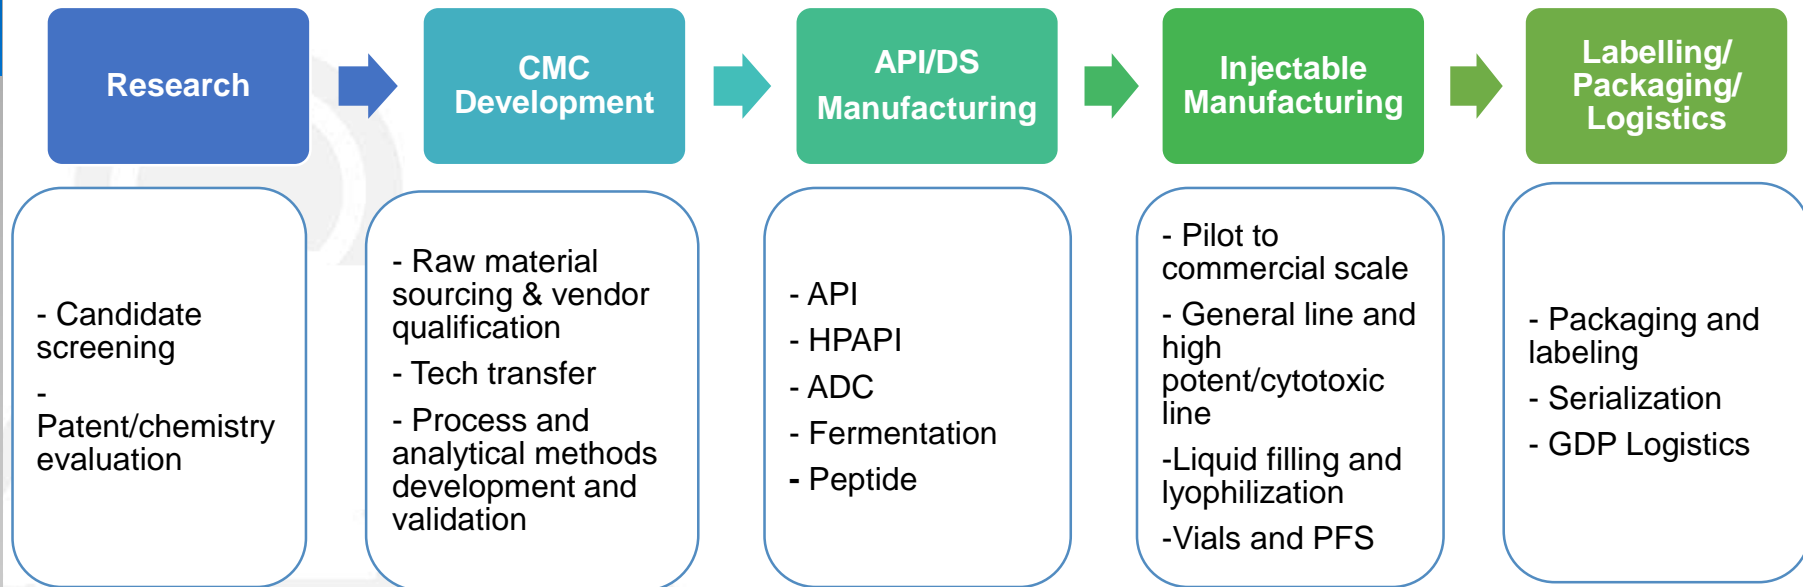 Research
CMC
Development
API/DS
Manufacturing
Injectable
Manufacturing
Labelling/
Packaging/
Logistics
- Candidate
screening
-
Patent/chemistry
evaluation
- Raw material
sourcing & vendor
qualification
- Tech transfer
- Process and
analytical methods
development and
validation
- API
- HPAPI
- ADC
- Fermentation
- Peptide
- Pilot to
commercial scale
- General line and
high
potent/cytotoxic
line
-Liquid filling and
lyophilization
-Vials and PFS
- Packaging and
labeling
- Serialization
- GDP Logistics